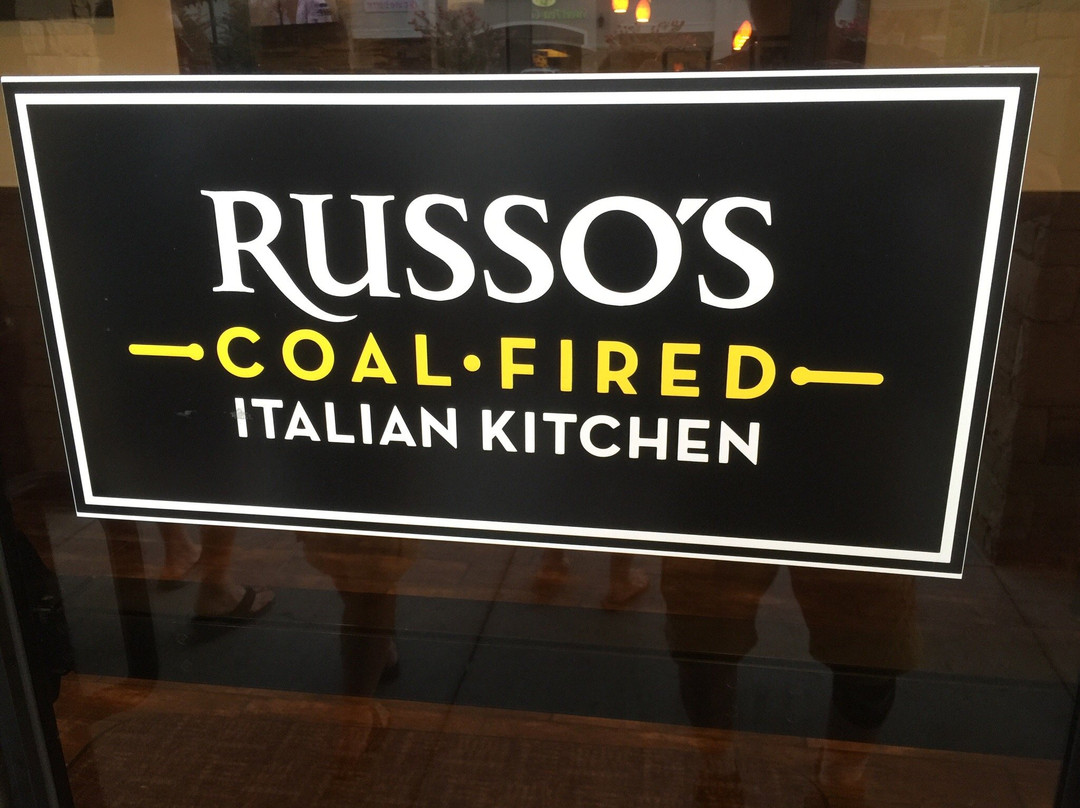 RUSSO'S
COAL•FIRED
ITALIAN KITCHEN